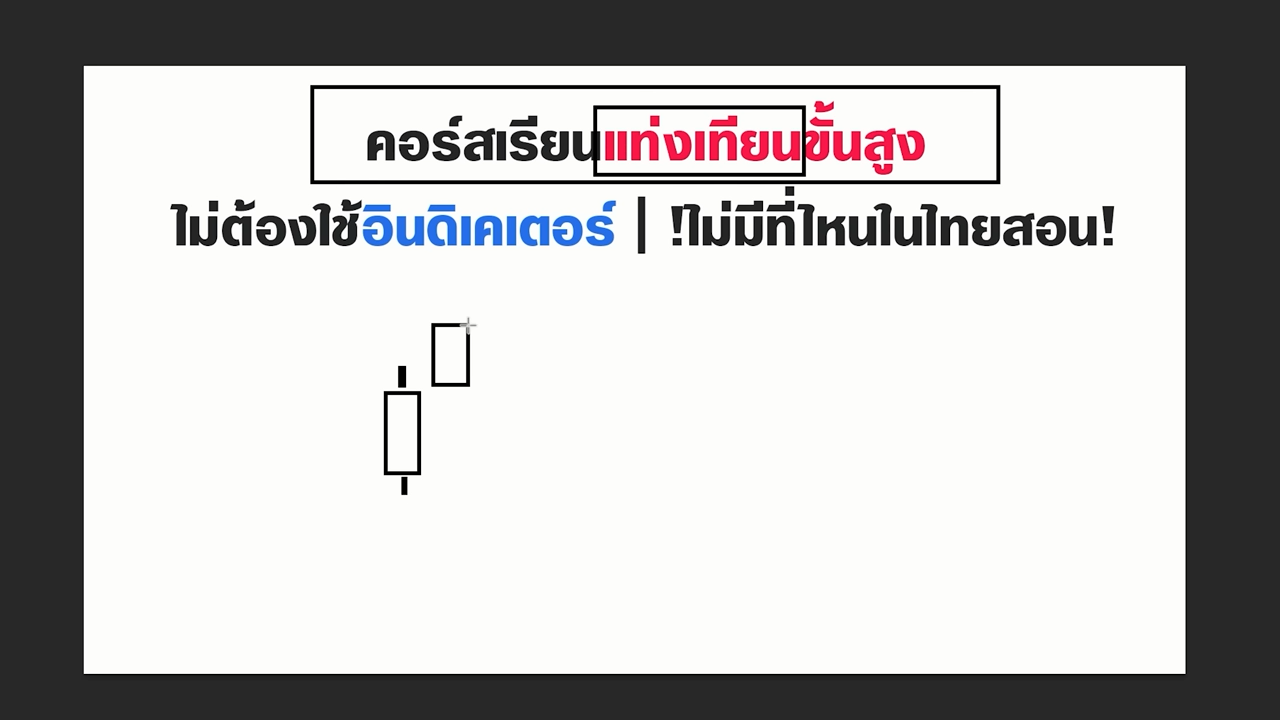 คอร์สเรียนแท่งเทียนขั้นสูง
ไม่ต้องใช้อินดิเคเตอร์ | !ไม่มีที่ไหนในไทยสอน!